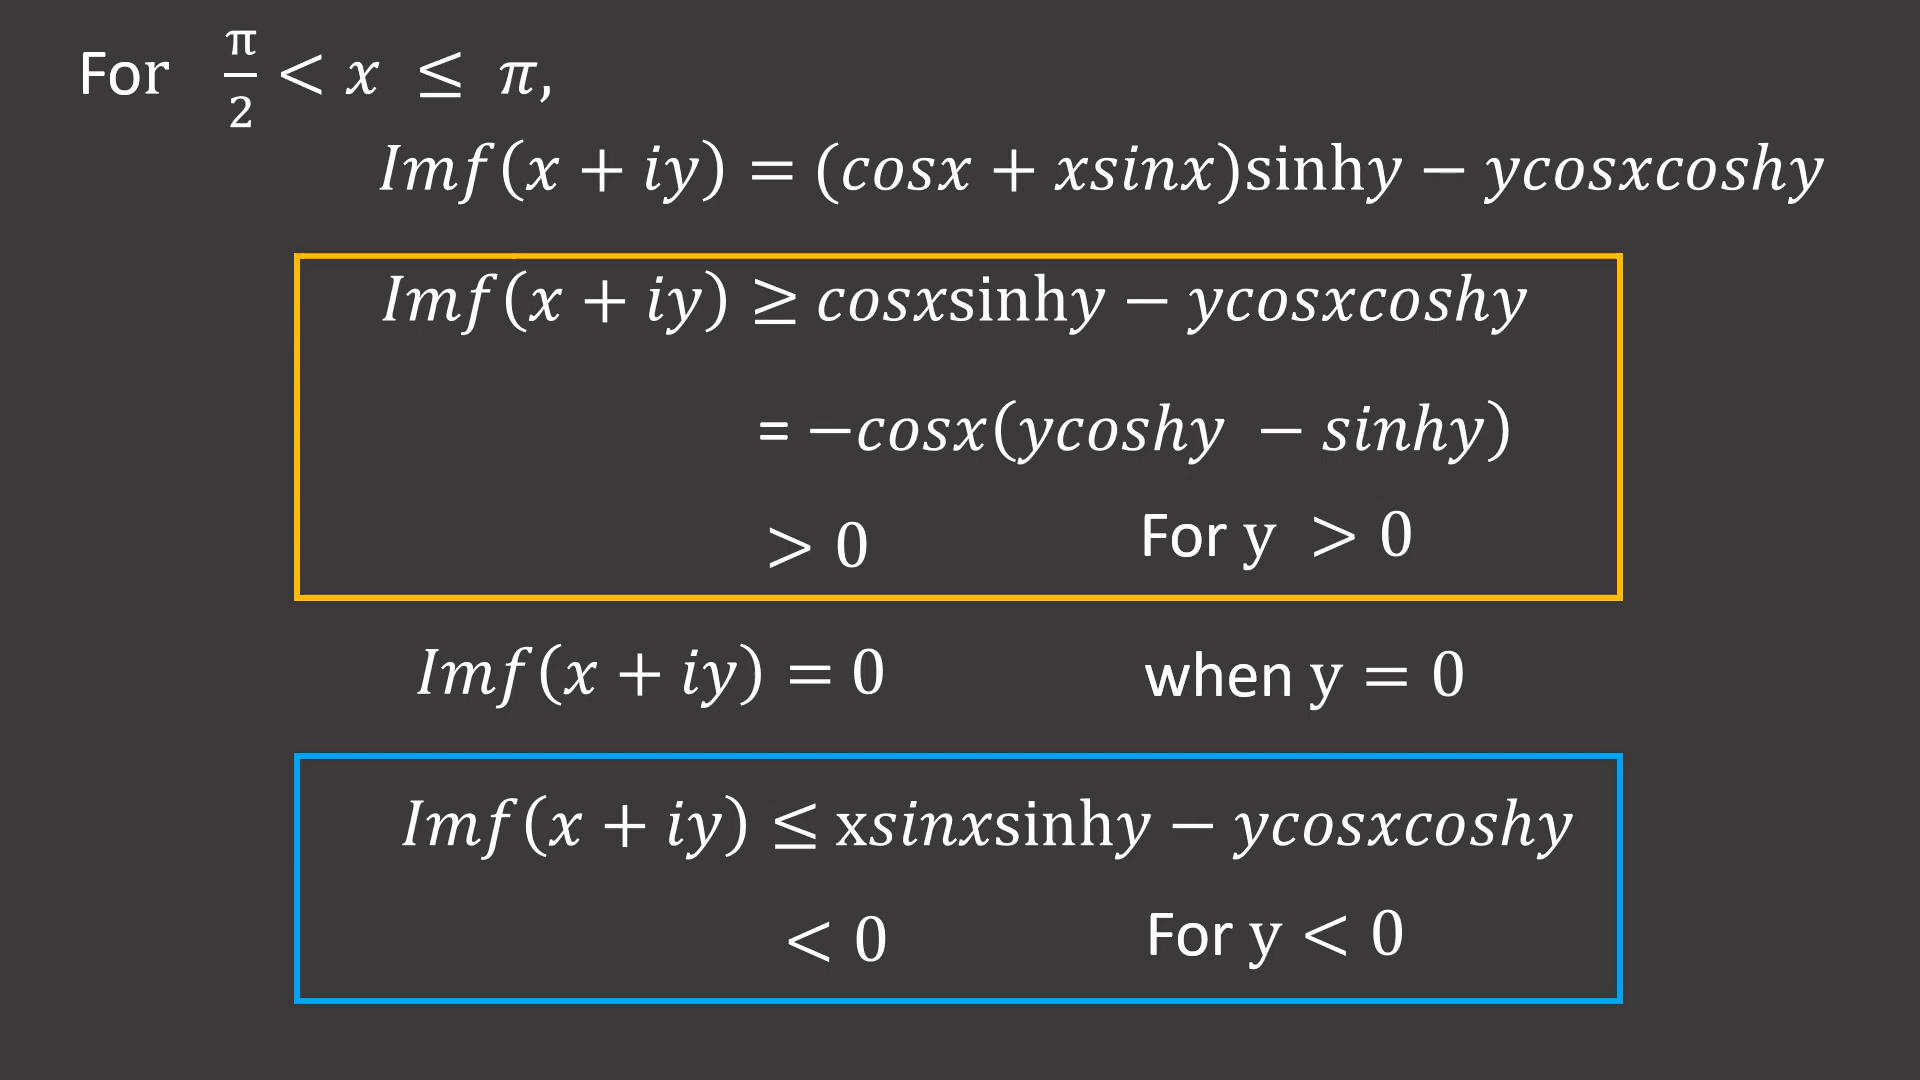 For π/2 < x ≤ π,
Imf(x + iy) = (cosx + xsinx)sinhy − ycosxcoshy
Imf(x + iy) ≥ cosxsinhy − ycosxcoshy
= −cosx(ycoshy − sinhy)
> 0 For y > 0
Imf(x + iy) = 0 when y = 0
Imf(x + iy) ≤ xsinxsinhy − ycosxcoshy
< 0 For y < 0